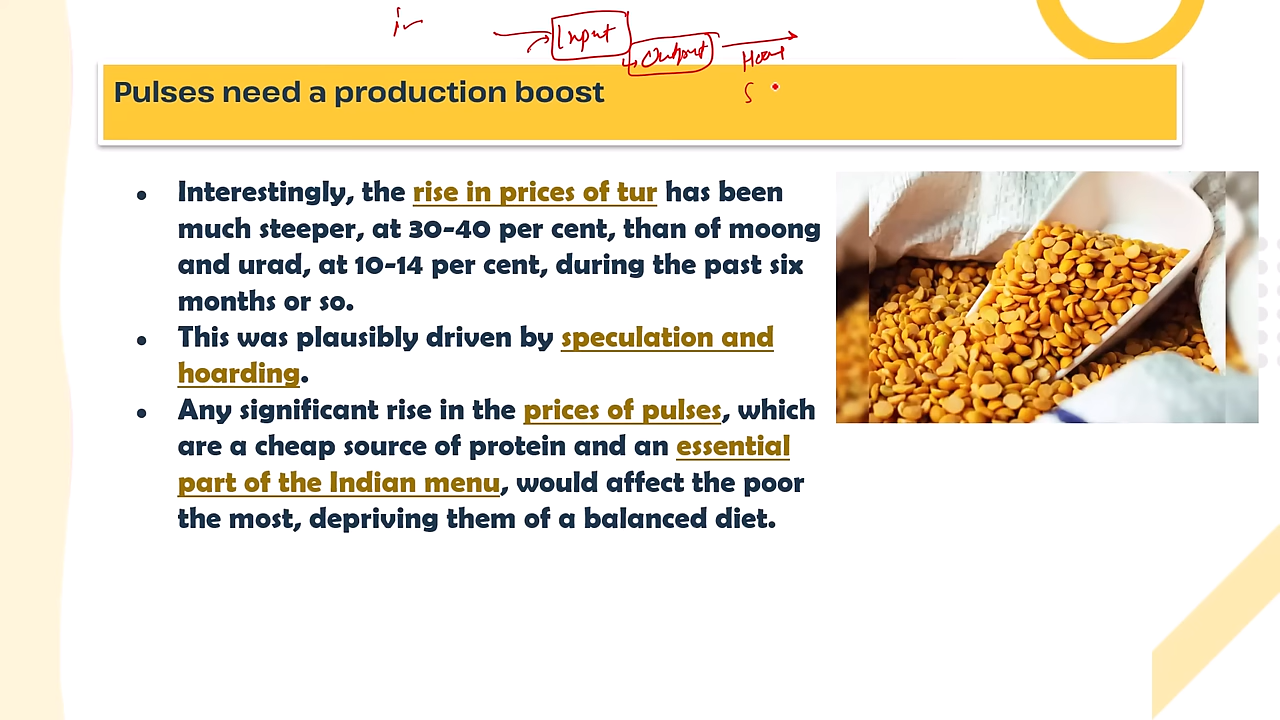 Input
Output
Pulses need a production boost
Interestingly, the rise in prices of tur has been
much steeper, at 30-40 per cent, than of moong
and urad, at 10-14 per cent, during the past six
months or so.
This was plausibly driven by speculation and
hoarding.
Any significant rise in the prices of pulses, which
are a cheap source of protein and an essential
part of the Indian menu, would affect the poor
the most, depriving them of a balanced diet.